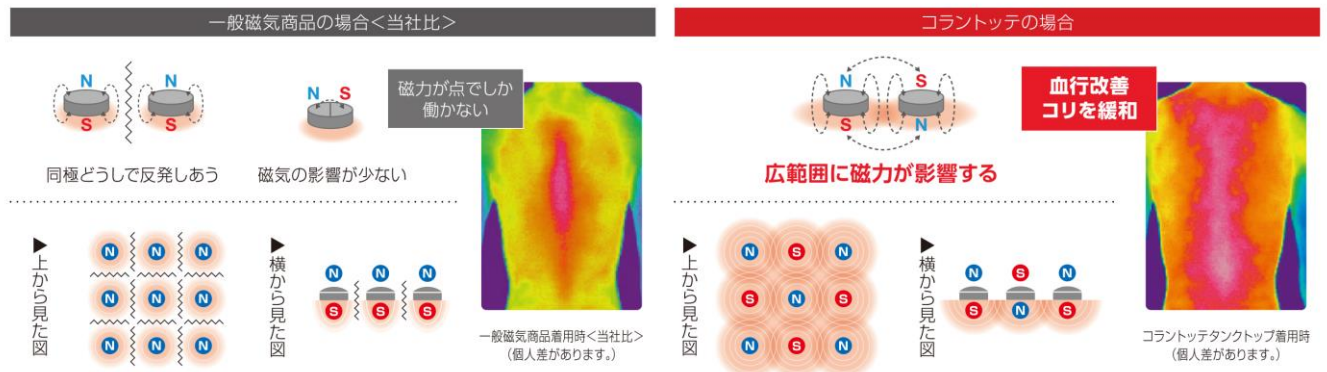 一般磁気商品の場合<当社比>
N
N
S
S
同極どうしで反発しあう
N S
磁気の影響が少ない
磁力が点でしか
働かない
▶上から見た図
N N N
N N N
N N N
▶横から見た図
N N N
S S S
一般磁気商品着用時<当社比>
(個人差があります。)
コラントッテの場合
N S
S N
広範囲に磁力が影響する
血行改善
コリを緩和
▶上から見た図
N S N
S N S
N S N
▶横から見た図
N S N
S N S
コラントッテタンクトップ着用時
(個人差があります。)